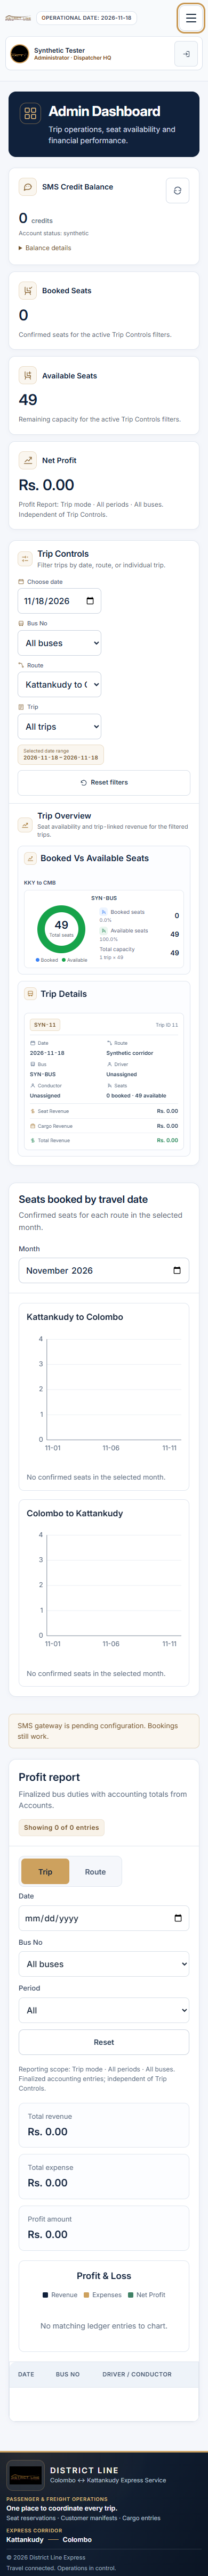 DISTRICT LINE
OPERATIONAL DATE: 2026-11-18
Synthetic Tester
Administrator · Dispatcher HQ
Admin Dashboard
Trip operations, seat availability and
financial performance.
SMS Credit Balance
0 credits
Account status: synthetic
Balance details
Booked Seats
0
Confirmed seats for the active Trip Controls filters.
Available Seats
49
Remaining capacity for the active Trip Controls filters.
Net Profit
Rs. 0.00
Profit Report: Trip mode · All periods · All buses.
Independent of Trip Controls.
Trip Controls
Filter trips by date, route, or individual trip.
Choose date
11/18/2026
Bus No
All buses
Route
Kattankudy to C
Trip
All trips
Selected date range
2026-11-18 – 2026-11-18
Reset filters
Trip Overview
Seat availability and trip-linked revenue for the filtered
trips.
Booked Vs Available Seats
KKY to CMB
SYN-BUS
49
Total seats
Booked Available
Booked seats
0.0%
0
Available seats
100.0%
49
Total capacity
1 trip × 49
49
Trip Details
SYN-11
Trip ID 11
Date
2026-11-18
Route
Synthetic corridor
Bus
SYN-BUS
Driver
Unassigned
Conductor
Unassigned
Seats
0 booked · 49 available
Seat Revenue Rs. 0.00
Cargo Revenue Rs. 0.00
Total Revenue Rs. 0.00
Seats booked by travel date
Confirmed seats for each route in the selected
month.
Month
November 2026
Kattankudy to Colombo
4
3
2
1
0
11-01 11-06 11-11
No confirmed seats in the selected month.
Colombo to Kattankudy
4
3
2
1
0
11-01 11-06 11-11
No confirmed seats in the selected month.
SMS gateway is pending configuration. Bookings
still work.
Profit report
Finalized bus duties with accounting totals from
Accounts.
Showing 0 of 0 entries
Trip Route
Date
mm/dd/yyyy
Bus No
All buses
Period
All
Reset
Reporting scope: Trip mode · All periods · All buses.
Finalized accounting entries; independent of Trip
Controls.
Total revenue
Rs. 0.00
Total expense
Rs. 0.00
Profit amount
Rs. 0.00
Profit & Loss
Revenue Expenses Net Profit
No matching ledger entries to chart.
DATE BUS NO DRIVER / CONDUCTOR
DISTRICT LINE
Colombo ↔ Kattankudy Express Service
PASSENGER & FREIGHT OPERATIONS
One place to coordinate every trip.
Seat reservations · Customer manifests · Cargo entries
EXPRESS CORRIDOR
Kattankudy — Colombo
© 2026 District Line Express
Travel connected. Operations in control.